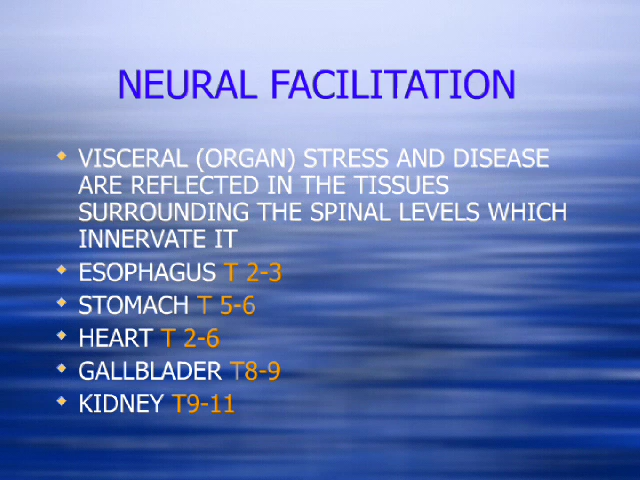 NEURAL FACILITATION
VISCERAL (ORGAN) STRESS AND DISEASE
ARE REFLECTED IN THE TISSUES
SURROUNDING THE SPINAL LEVELS WHICH
INNERVATE IT
ESOPHAGUS T 2-3
STOMACH T 5-6
HEART T 2-6
GALLBLADER T8-9
KIDNEY T9-11